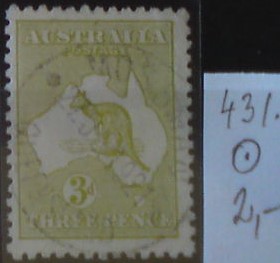 AUSTRALIA
POSTAGE
3d
THREE PENCE
431.
2,-